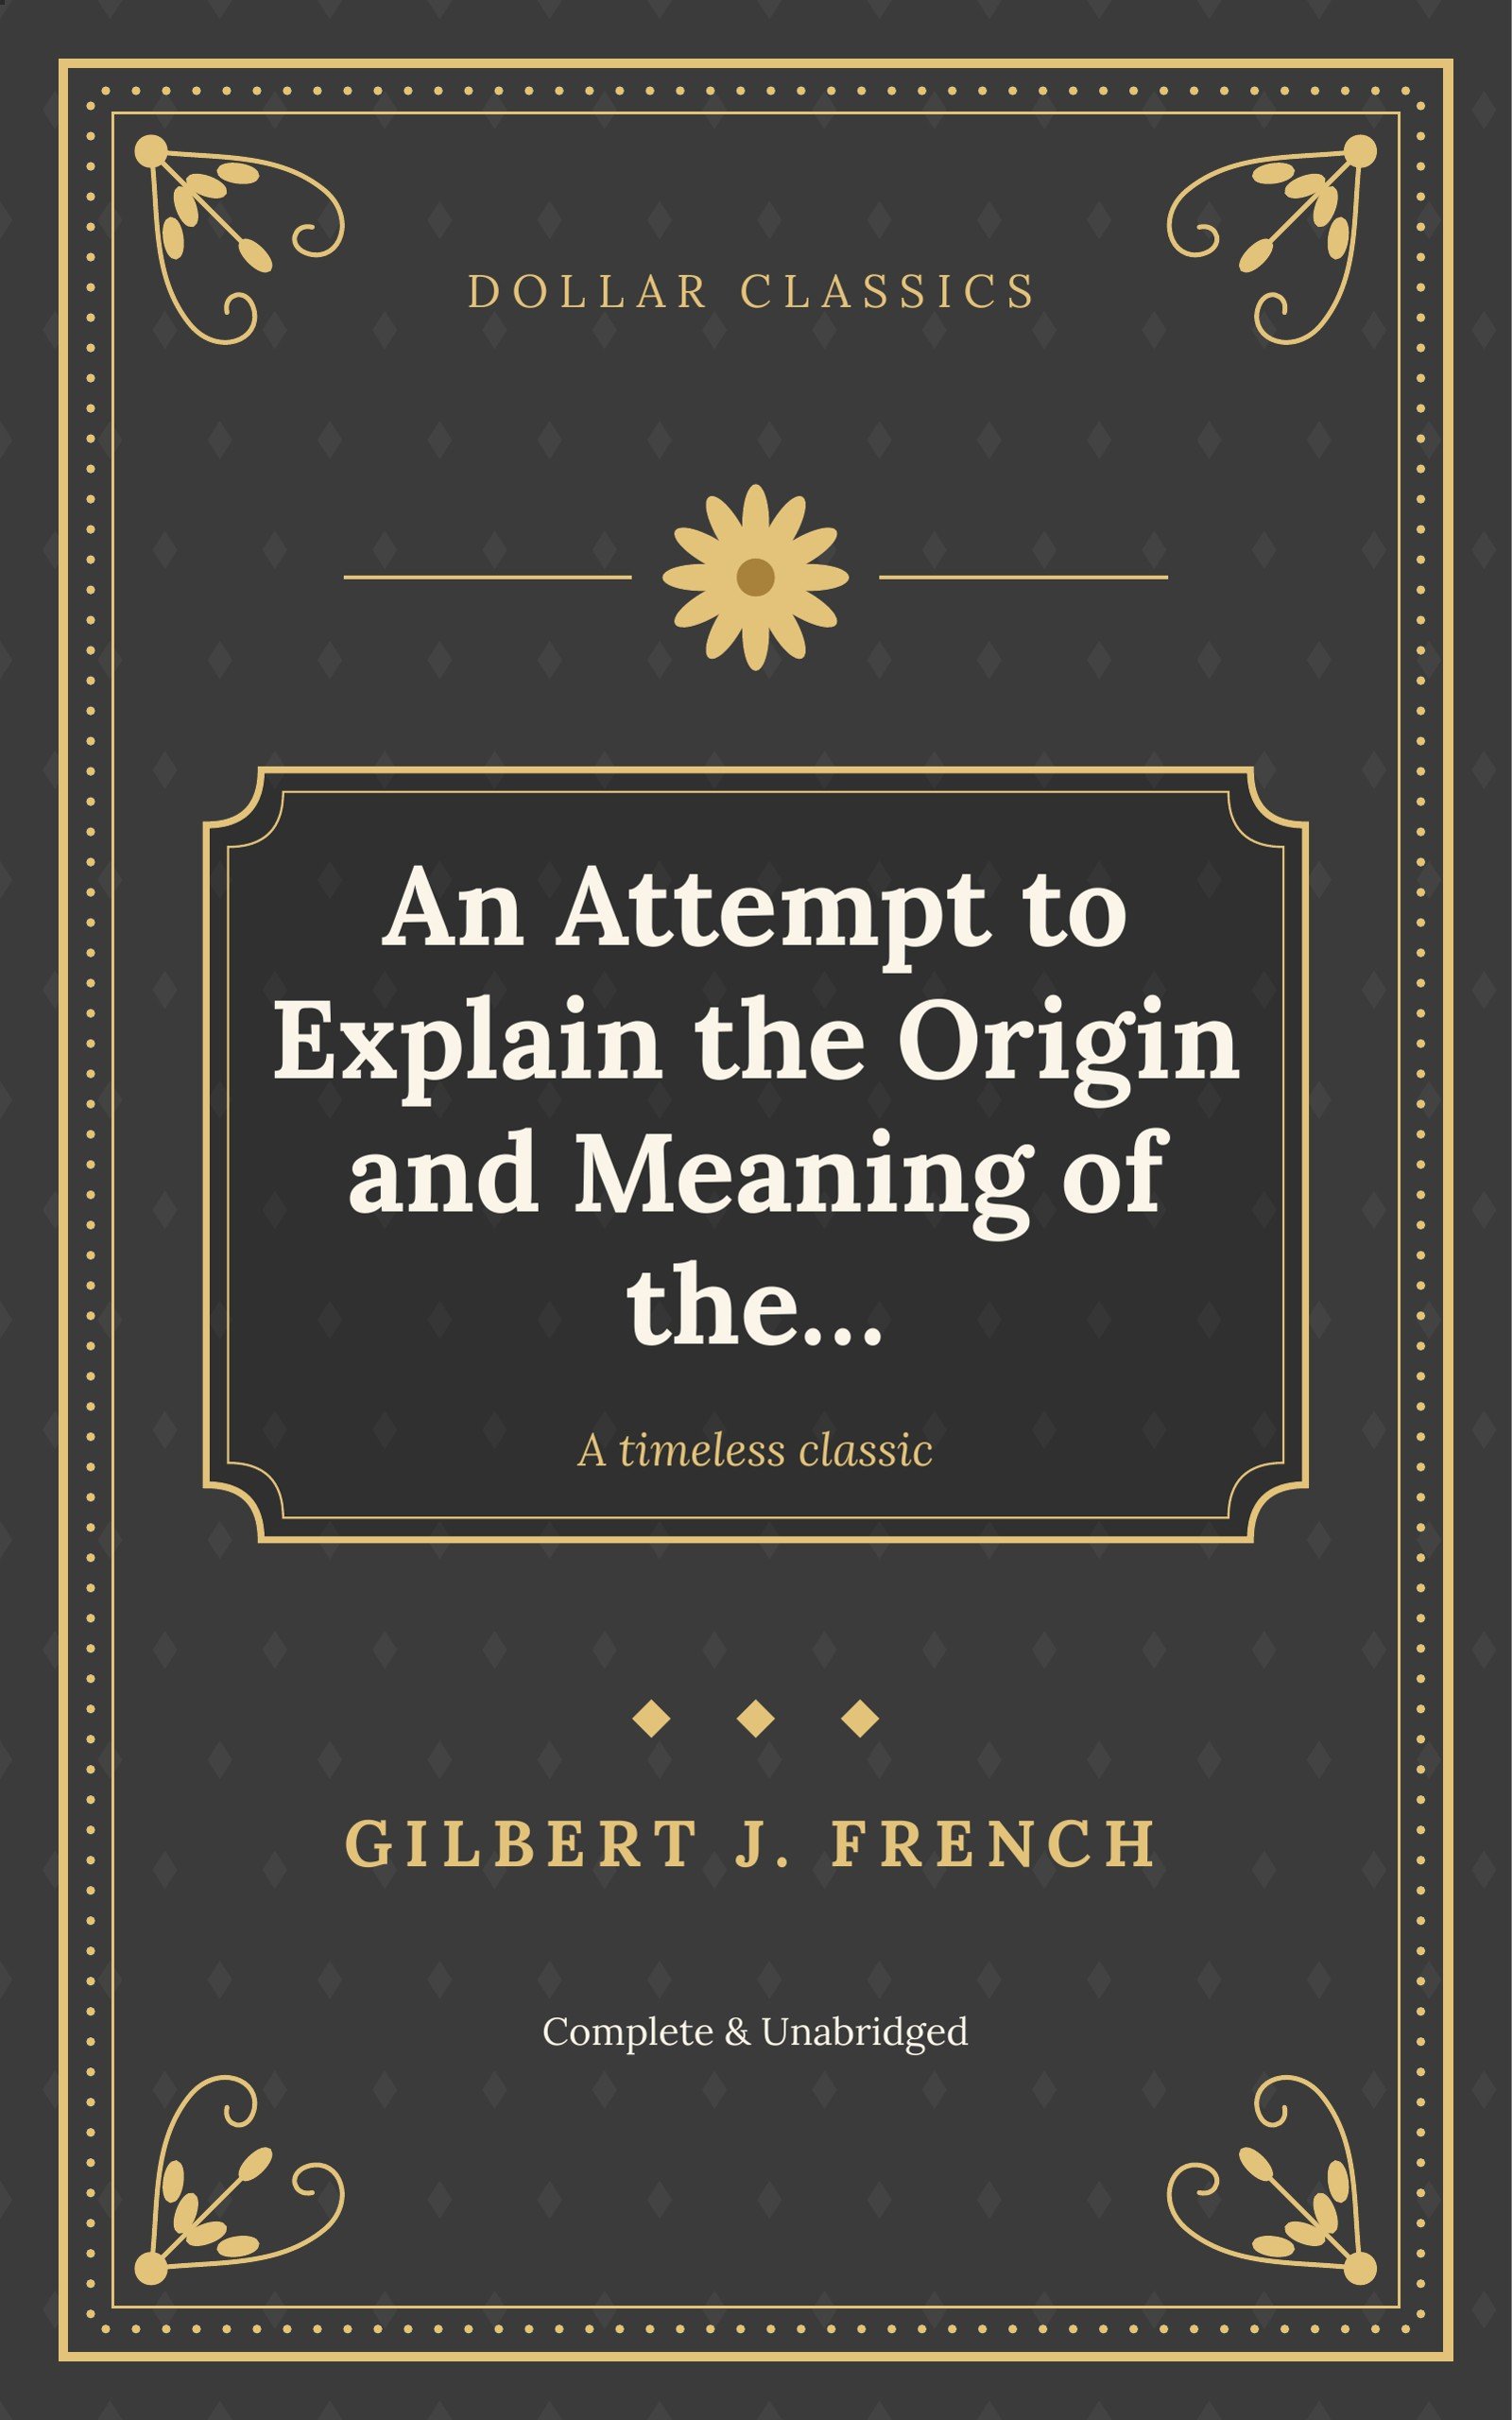 DOLLAR CLASSICS
An Attempt to
Explain the Origin
and Meaning of
the...
A timeless classic
GILBERT J. FRENCH
Complete & Unabridged